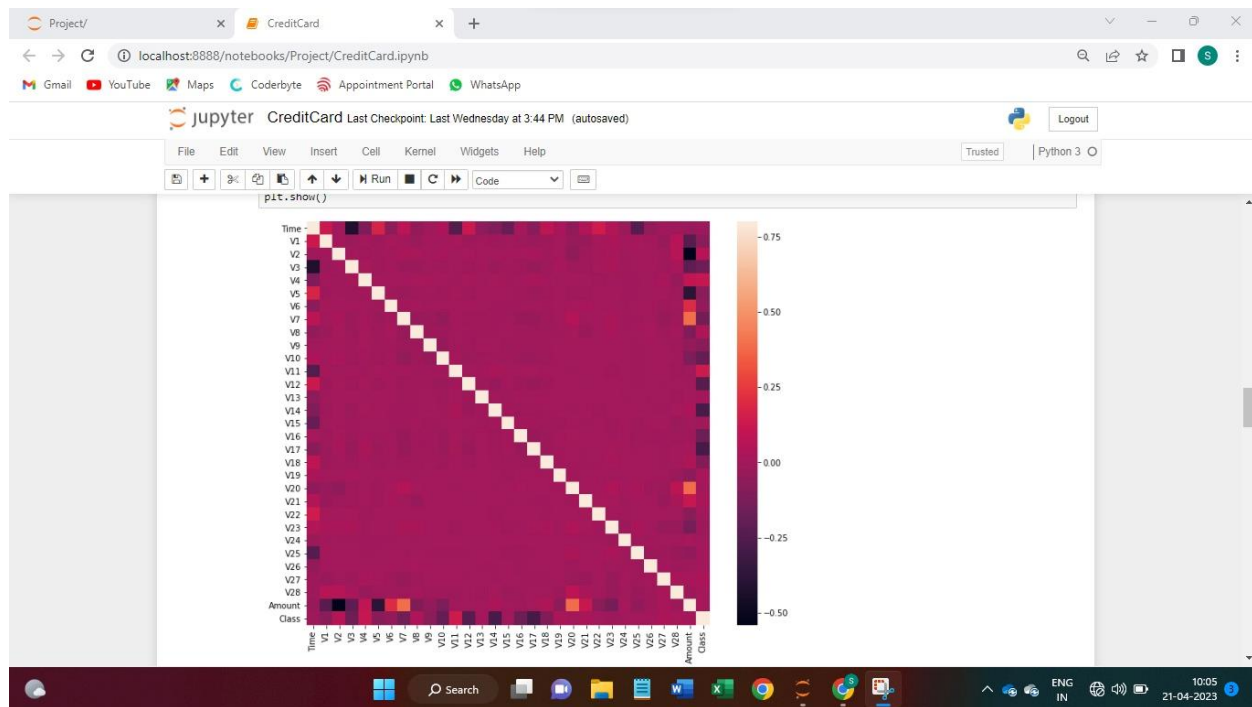 Project/ CreditCard
localhost:8888/notebooks/Project/CreditCard.ipynb S
Gmail YouTube Maps Coderbyte Appointment Portal WhatsApp
jupyter CreditCard Last Checkpoint: Last Wednesday at 3:44 PM (autosaved) Logout
File Edit View Insert Cell Kernel Widgets Help Trusted Python 3
Run Code
plt.show()
Time
V1
V2
V3
V4
V5
V6
V7
V8
V9
V10
V11
V12
V13
V14
V15
V16
V17
V18
V19
V20
V21
V22
V23
V24
V25
V26
V27
V28
Amount
Class
Time V1 V2 V3 V4 V5 V6 V7 V8 V9 V10 V11 V12 V13 V14 V15 V16 V17 V18 V19 V20 V21 V22 V23 V24 V25 V26 V27 V28 Amount Class
0.75
0.50
0.25
0.00
-0.25
-0.50
Search ENG 10:05
IN 21-04-2023 3